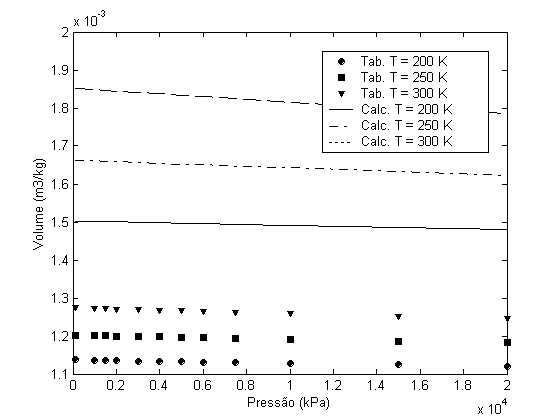 x 10-3
2
1.9
1.8
1.7
1.6
1.5
1.4
1.3
1.2
1.1
Volume (m3/kg)
Tab. T = 200 K
Tab. T = 250 K
Tab. T = 300 K
Calc. T = 200 K
Calc. T = 250 K
Calc. T = 300 K
0 0.2 0.4 0.6 0.8 1 1.2 1.4 1.6 1.8 2
Pressão (kPa)
x 10 4